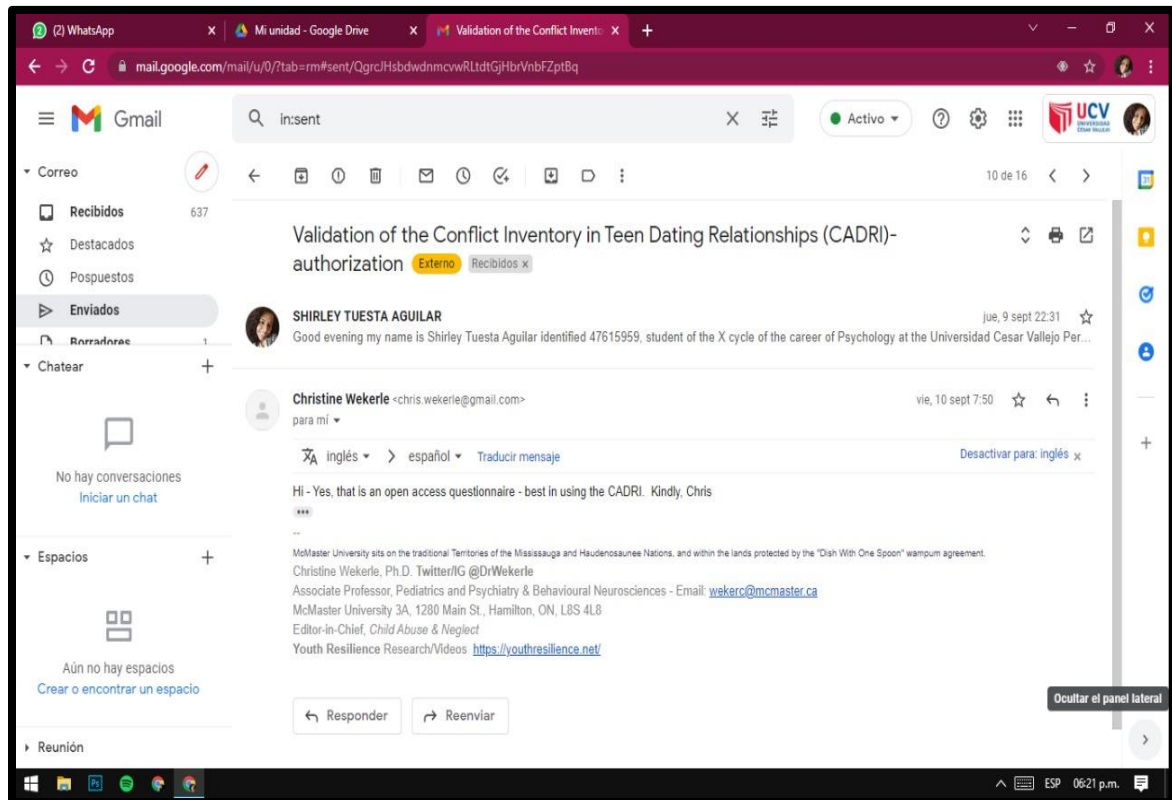 2 (2) WhatsApp
Mi unidad - Google Drive
Validation of the Conflict Invento
mail.google.com/mail/u/0/?tab=rm#sent/QgrcJHsbdwdnmcvwRLtdtGjHbrVnbFZptBq
Gmail
in:sent
Activo
UCV
UNIVERSIDAD
CÉSAR VALLEJO
Correo
10 de 16
Recibidos 637
Destacados
Pospuestos
Enviados
Borradores 1
Chatear
No hay conversaciones
Iniciar un chat
Espacios
Aún no hay espacios
Crear o encontrar un espacio
Reunión
Validation of the Conflict Inventory in Teen Dating Relationships (CADRI)-
authorization Externo Recibidos x
SHIRLEY TUESTA AGUILAR jue, 9 sept 22:31
Good evening my name is Shirley Tuesta Aguilar identified 47615959, student of the X cycle of the career of Psychology at the Universidad Cesar Vallejo Per...
Christine Wekerle <chris.wekerle@gmail.com> vie, 10 sept 7:50
para mí
inglés > español Traducir mensaje Desactivar para: inglés x
Hi - Yes, that is an open access questionnaire - best in using the CADRI. Kindly, Chris
...
--
McMaster University sits on the traditional Territories of the Mississauga and Haudenosaunee Nations, and within the lands protected by the "Dish With One Spoon" wampum agreement.
Christine Wekerle, Ph.D. Twitter/IG @DrWekerle
Associate Professor, Pediatrics and Psychiatry & Behavioural Neurosciences - Email: wekerc@mcmaster.ca
McMaster University 3A, 1280 Main St., Hamilton, ON, L8S 4L8
Editor-in-Chief, Child Abuse & Neglect
Youth Resilience Research/Videos https://youthresilience.net/
Responder Reenviar
31
Ocultar el panel lateral
Ps
ESP 06:21 p.m.